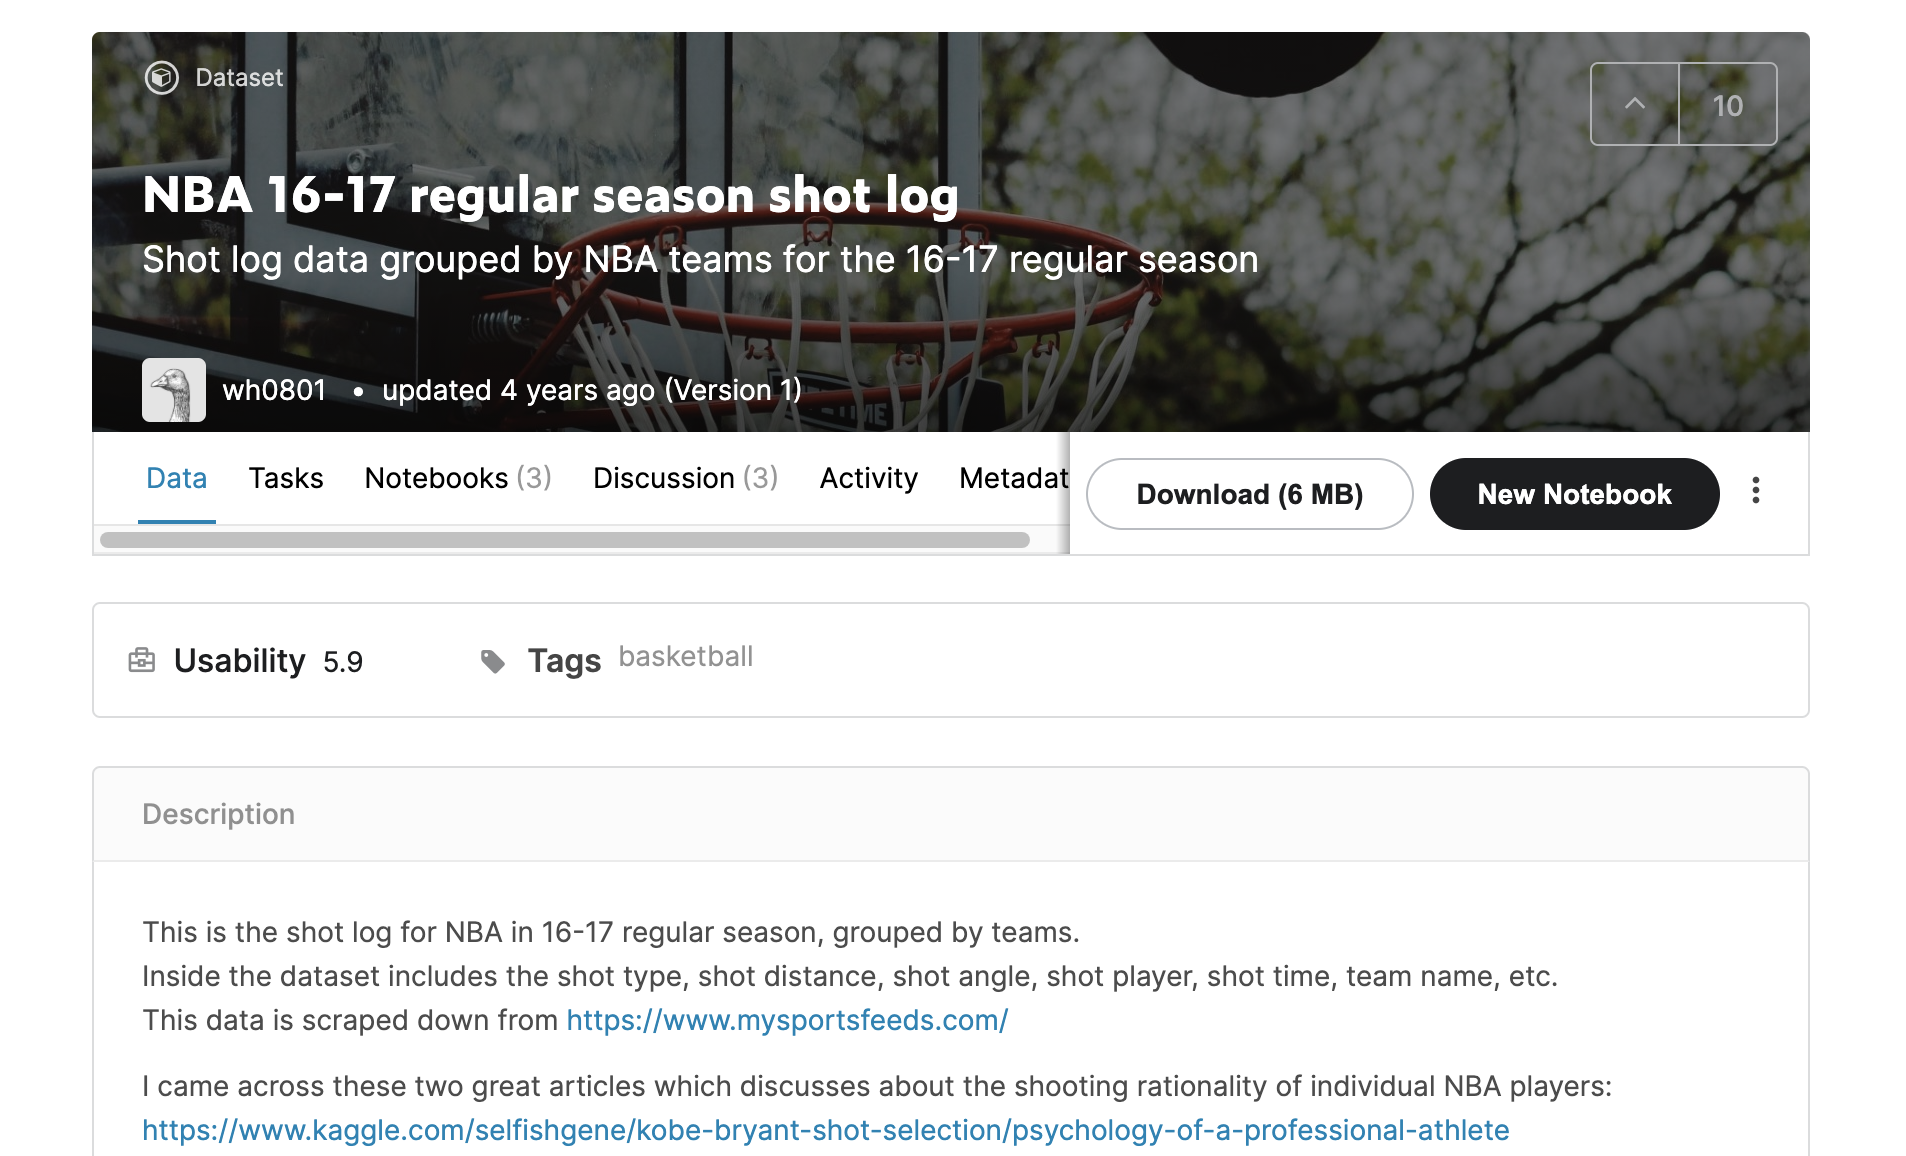 Dataset
10
NBA 16-17 regular season shot log
Shot log data grouped by NBA teams for the 16-17 regular season
wh0801 • updated 4 years ago (Version 1)
Data Tasks Notebooks (3) Discussion (3) Activity Metadat
Download (6 MB) New Notebook
Usability 5.9 Tags basketball
Description
This is the shot log for NBA in 16-17 regular season, grouped by teams.
Inside the dataset includes the shot type, shot distance, shot angle, shot player, shot time, team name, etc.
This data is scraped down from https://www.mysportsfeeds.com/
I came across these two great articles which discusses about the shooting rationality of individual NBA players:
https://www.kaggle.com/selfishgene/kobe-bryant-shot-selection/psychology-of-a-professional-athlete